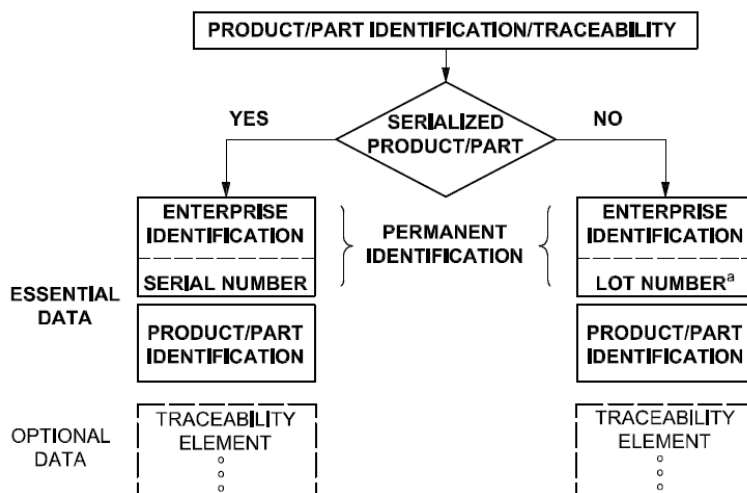 PRODUCT/PART IDENTIFICATION/TRACEABILITY
YES
SERIALIZED
PRODUCT/PART
NO
ENTERPRISE
IDENTIFICATION
SERIAL NUMBER
PERMANENT
IDENTIFICATION
ENTERPRISE
IDENTIFICATION
LOT NUMBERᵃ
ESSENTIAL
DATA
PRODUCT/PART
IDENTIFICATION
PRODUCT/PART
IDENTIFICATION
OPTIONAL
DATA
TRACEABILITY
ELEMENT
TRACEABILITY
ELEMENT